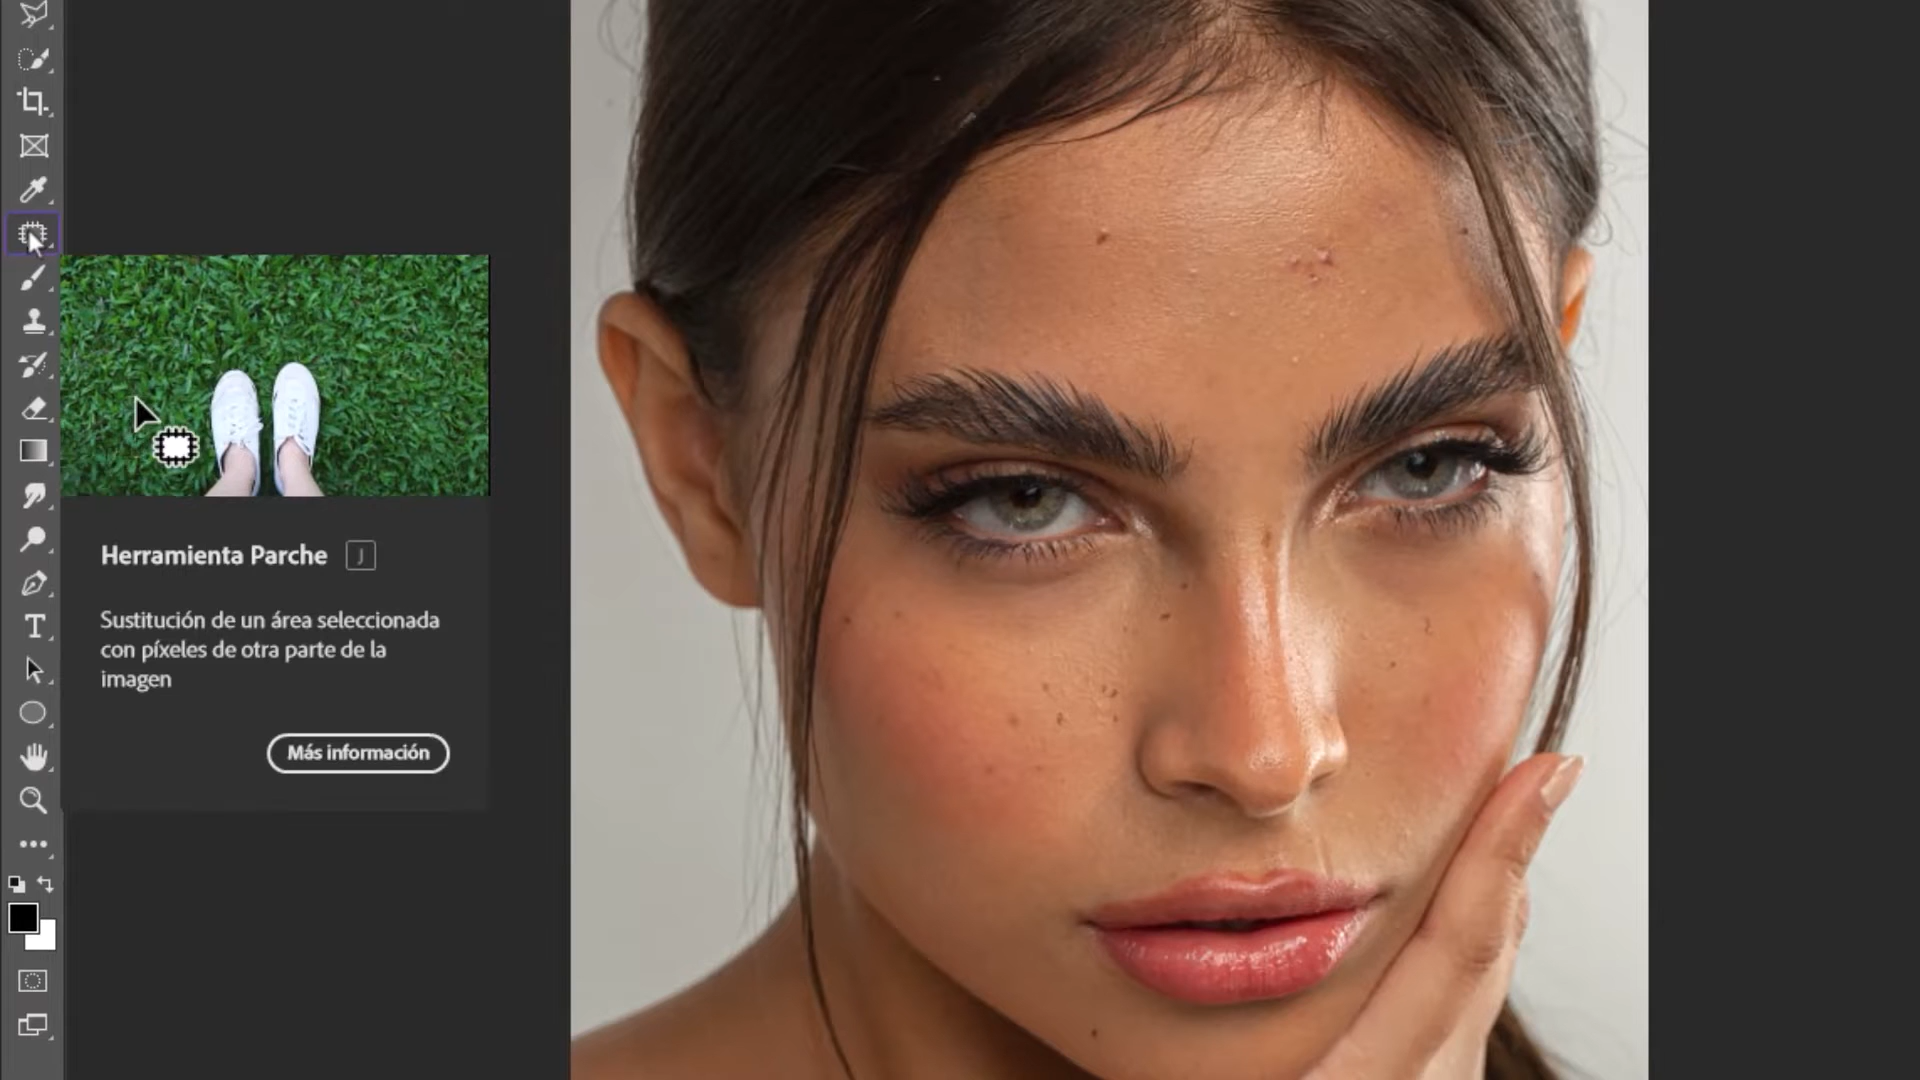 Herramienta Parche J
Sustitución de un área seleccionada
con píxeles de otra parte de la
imagen
Más información